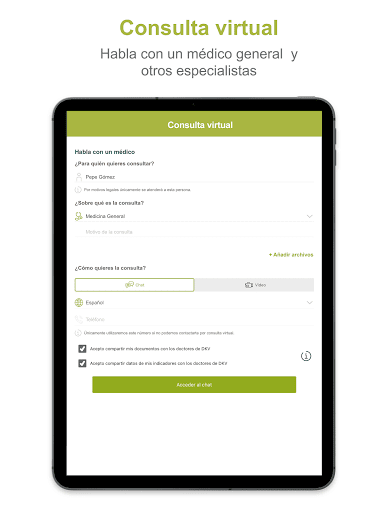 Consulta virtual
Habla con un médico general y
otros especialistas
Consulta virtual
Habla con un médico
¿Para quién quieres consultar?
Pepe Gómez
Por motivos legales únicamente se atenderá a esta persona.
¿Sobre qué es la consulta?
Medicina General
Motivo de la consulta
+ Añadir archivos
¿Cómo quieres la consulta?
Chat
Vídeo
Español
Teléfono
Únicamente utilizaremos este número si no podemos contactarte por consulta virtual.
Acepto compartir mis documentos con los doctores de DKV
Acepto compartir datos de mis indicadores con los doctores de DKV
Acceder al chat